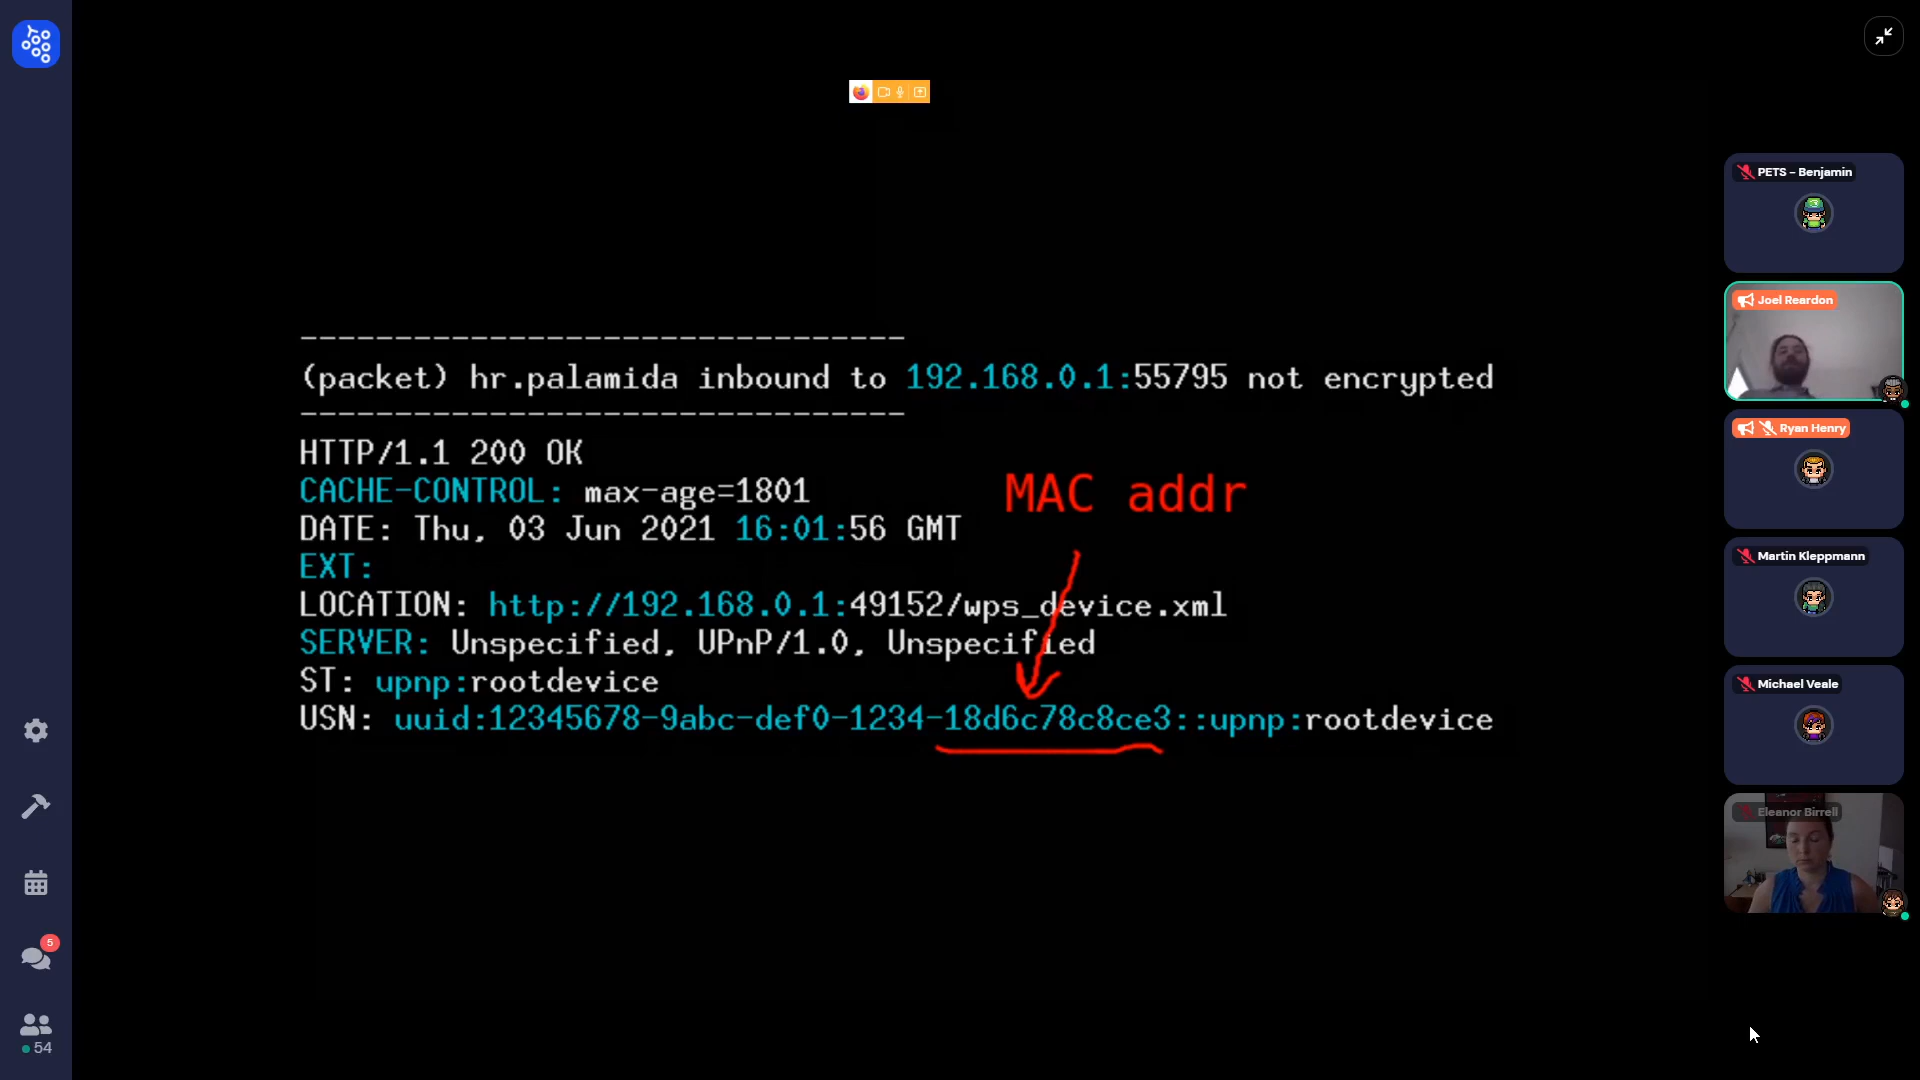 -------------------------------
(packet) hr.palamida inbound to 192.168.0.1:55795 not encrypted
-------------------------------
HTTP/1.1 200 OK
CACHE-CONTROL: max-age=1801
DATE: Thu, 03 Jun 2021 16:01:56 GMT
EXT:
LOCATION: http://192.168.0.1:49152/wps_device.xml
SERVER: Unspecified, UPnP/1.0, Unspecified
ST: upnp:rootdevice
USN: uuid:12345678-9abc-def0-1234-18d6c78c8ce3::upnp:rootdevice
MAC addr
PETS – Benjamin
Joel Reardon
Ryan Henry
Martin Kleppmann
Michael Veale
Eleanor Birrell
5
54